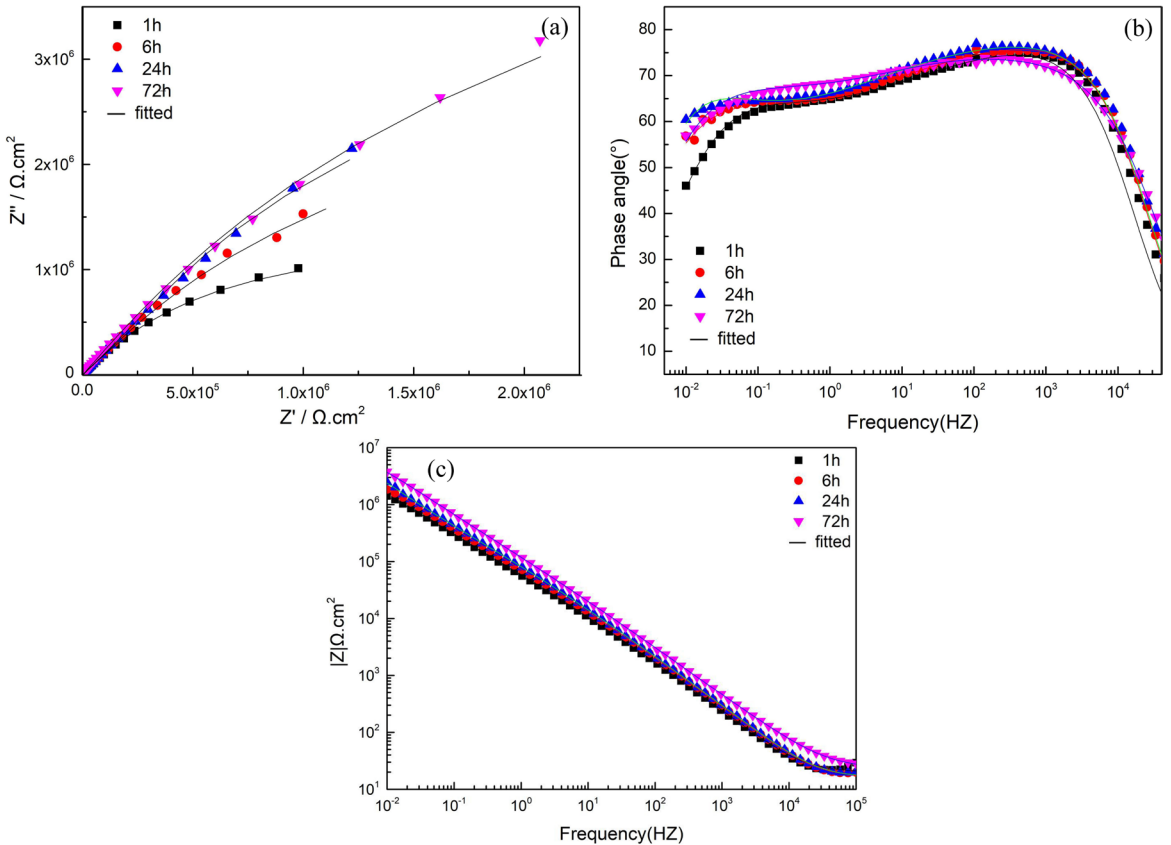 (a)
1h
6h
24h
72h
fitted
3x10⁶
2x10⁶
1x10⁶
0
Z'' / Ω.cm²
0.0 5.0x10⁵ 1.0x10⁶ 1.5x10⁶ 2.0x10⁶
Z' / Ω.cm²
(b)
80
70
60
50
40
30
20
10
Phase angle(°)
1h
6h
24h
72h
fitted
10⁻² 10⁻¹ 10⁰ 10¹ 10² 10³ 10⁴
Frequency(HZ)
(c)
1h
6h
24h
72h
fitted
10⁷
10⁶
10⁵
10⁴
10³
10²
10¹
|Z|Ω.cm²
10⁻² 10⁻¹ 10⁰ 10¹ 10² 10³ 10⁴ 10⁵
Frequency(HZ)